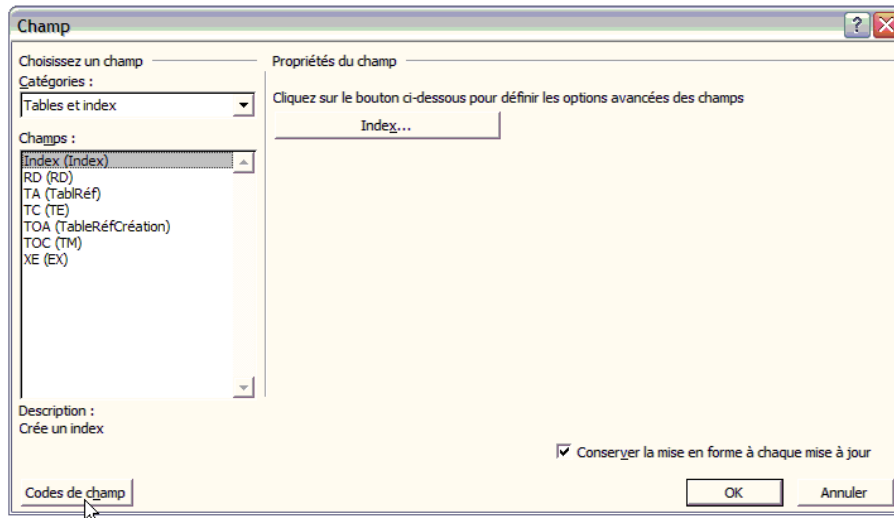 Champ
Choisissez un champ
Catégories :
Tables et index
Champs :
Index (Index)
RD (RD)
TA (TablRéf)
TC (TE)
TOA (TableRéfCréation)
TOC (TM)
XE (EX)
Description :
Crée un index
Propriétés du champ
Cliquez sur le bouton ci-dessous pour définir les options avancées des champs
Index...
Conserver la mise en forme à chaque mise à jour
Codes de champ
OK
Annuler